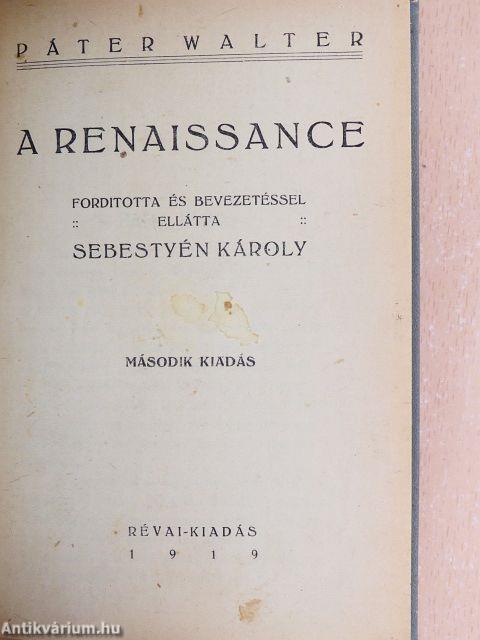 PÁTER WALTER
A RENAISSANCE
FORDITOTTA ÉS BEVEZETÉSSEL
:: ELLÁTTA ::
SEBESTYÉN KÁROLY
MÁSODIK KIADÁS
RÉVAI-KIADÁS
1919
Antikvárium.hu